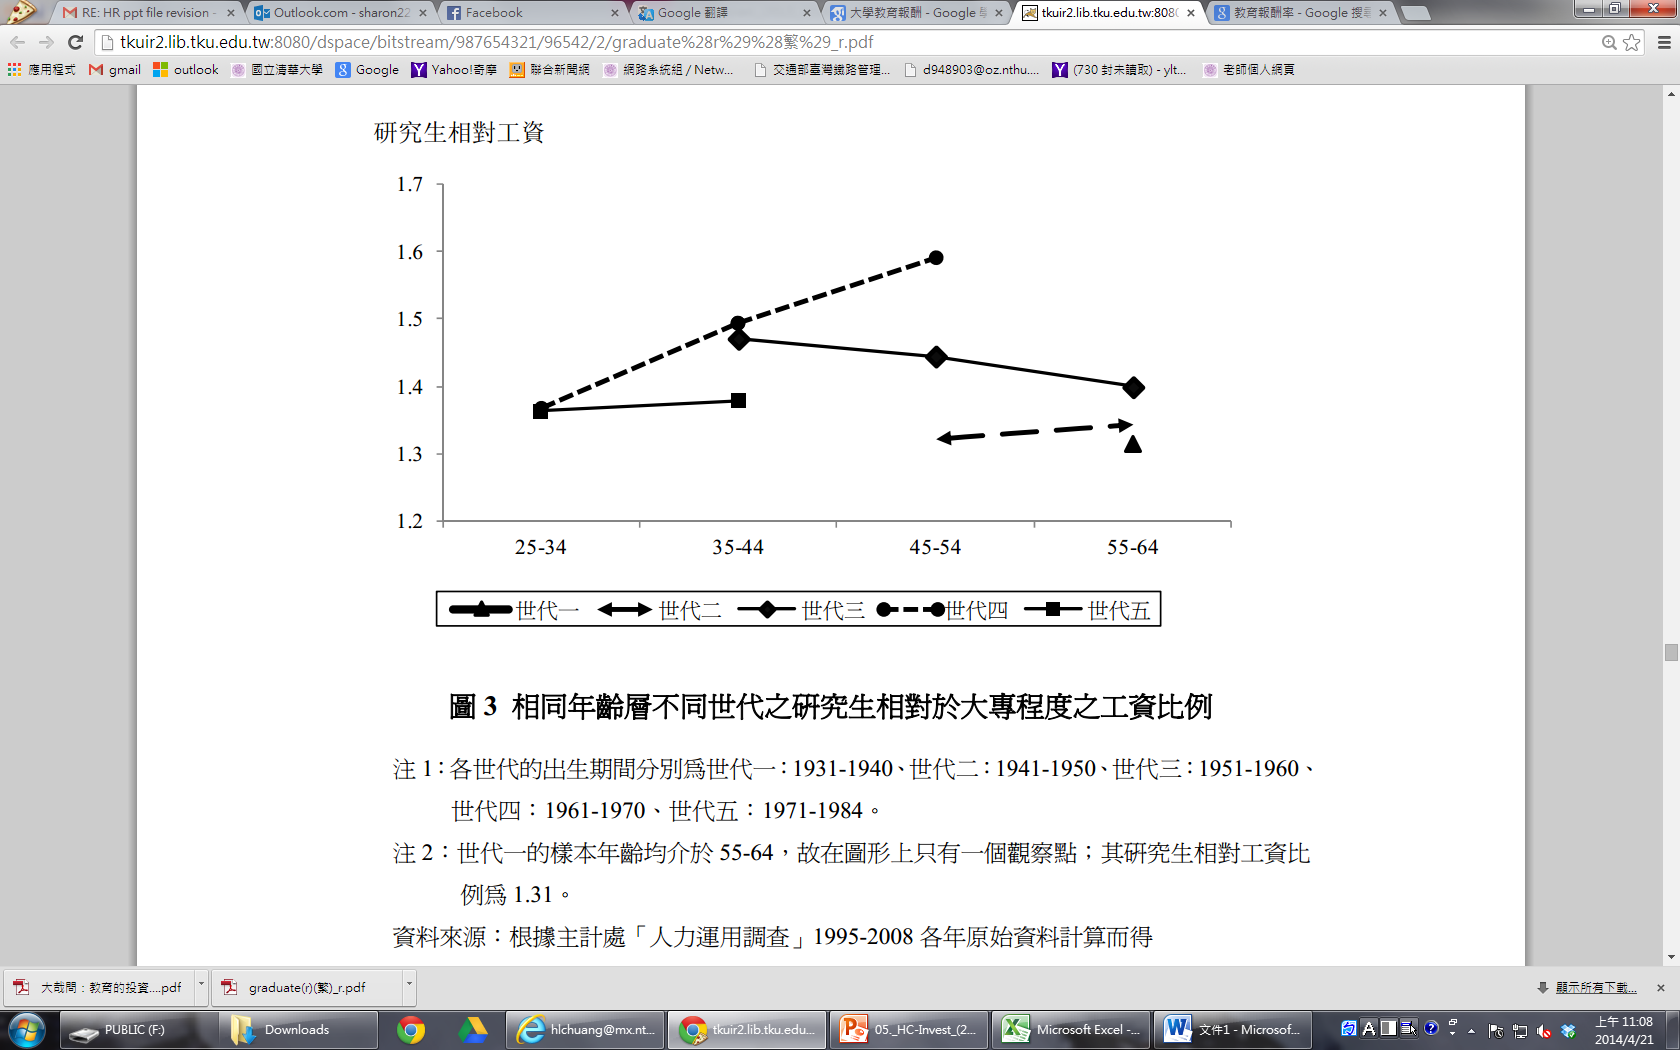 RE: HR ppt file revision -
Outlook.com - sharon22
Facebook
Google 翻譯
大學教育報酬 - Google 學
tkuir2.lib.tku.edu.tw:8080
教育報酬率 - Google 搜尋
tkuir2.lib.tku.edu.tw:8080/dspace/bitstream/987654321/96542/2/graduate%28r%29%28繁%29_r.pdf
應用程式
gmail
outlook
國立清華大學
Google
Yahoo!奇摩
聯合新聞網
網路系統組 / Netw...
交通部臺灣鐵路管理...
d948903@oz.nthu....
(730 封未讀取) - ylt...
老師個人網頁
研究生相對工資
1.7
1.6
1.5
1.4
1.3
1.2
25-34 35-44 45-54 55-64
世代一 世代二 世代三 世代四 世代五
圖 3 相同年齡層不同世代之研究生相對於大專程度之工資比例
注 1：各世代的出生期間分別為世代一：1931-1940、世代二：1941-1950、世代三：1951-1960、
世代四：1961-1970、世代五：1971-1984。
注 2：世代一的樣本年齡均介於 55-64，故在圖形上只有一個觀察點；其研究生相對工資比
例為 1.31。
資料來源：根據主計處「人力運用調查」1995-2008 各年原始資料計算而得
大哉問：教育的投資....pdf
graduate(r)(繁)_r.pdf
顯示所有下載...
PUBLIC (F:)
Downloads
hlchuang@mx.nt...
tkuir2.lib.tku.edu...
05._HC-Invest_(2...
Microsoft Excel -...
文件1 - Microsof...
上午 11:08
2014/4/21